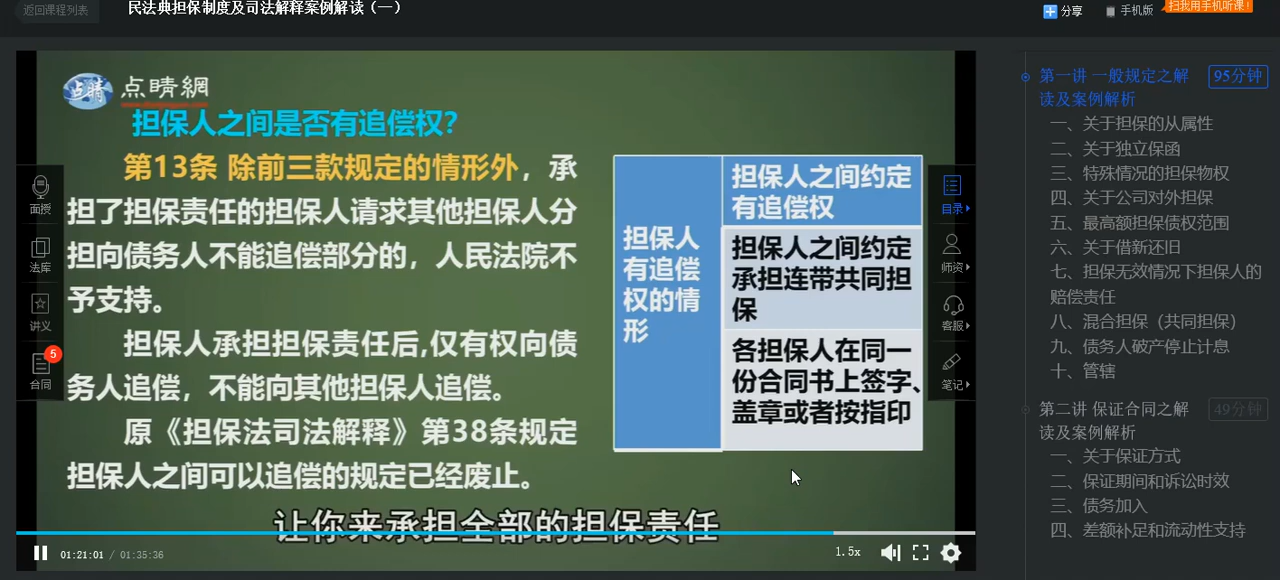 返回课程列表
民法典担保制度及司法解释案例解读（一）
分享
手机版
扫我用手机听课！
点睛
点睛網
担保人之间是否有追偿权?
第13条 除前三款规定的情形外，承
担了担保责任的担保人请求其他担保人分
担向债务人不能追偿部分的，人民法院不
予支持。
担保人承担担保责任后,仅有权向债
务人追偿，不能向其他担保人追偿。
原《担保法司法解释》第38条规定
担保人之间可以追偿的规定已经废止。
担保人
有追偿
权的情
形
担保人之间约定
有追偿权
担保人之间约定
承担连带共同担
保
各担保人在同一
份合同书上签字、
盖章或者按指印
让你来承担全部的担保责任
面授
法库
讲义
5
合同
目录
师资
客服
笔记
01:21:01 / 01:35:36
1.5x
第一讲 一般规定之解
读及案例解析
95分钟
一、关于担保的从属性
二、关于独立保函
三、特殊情况的担保物权
四、关于公司对外担保
五、最高额担保债权范围
六、关于借新还旧
七、担保无效情况下担保人的
赔偿责任
八、混合担保（共同担保）
九、债务人破产停止计息
十、管辖
第二讲 保证合同之解
读及案例解析
49分钟
一、关于保证方式
二、保证期间和诉讼时效
三、债务加入
四、差额补足和流动性支持